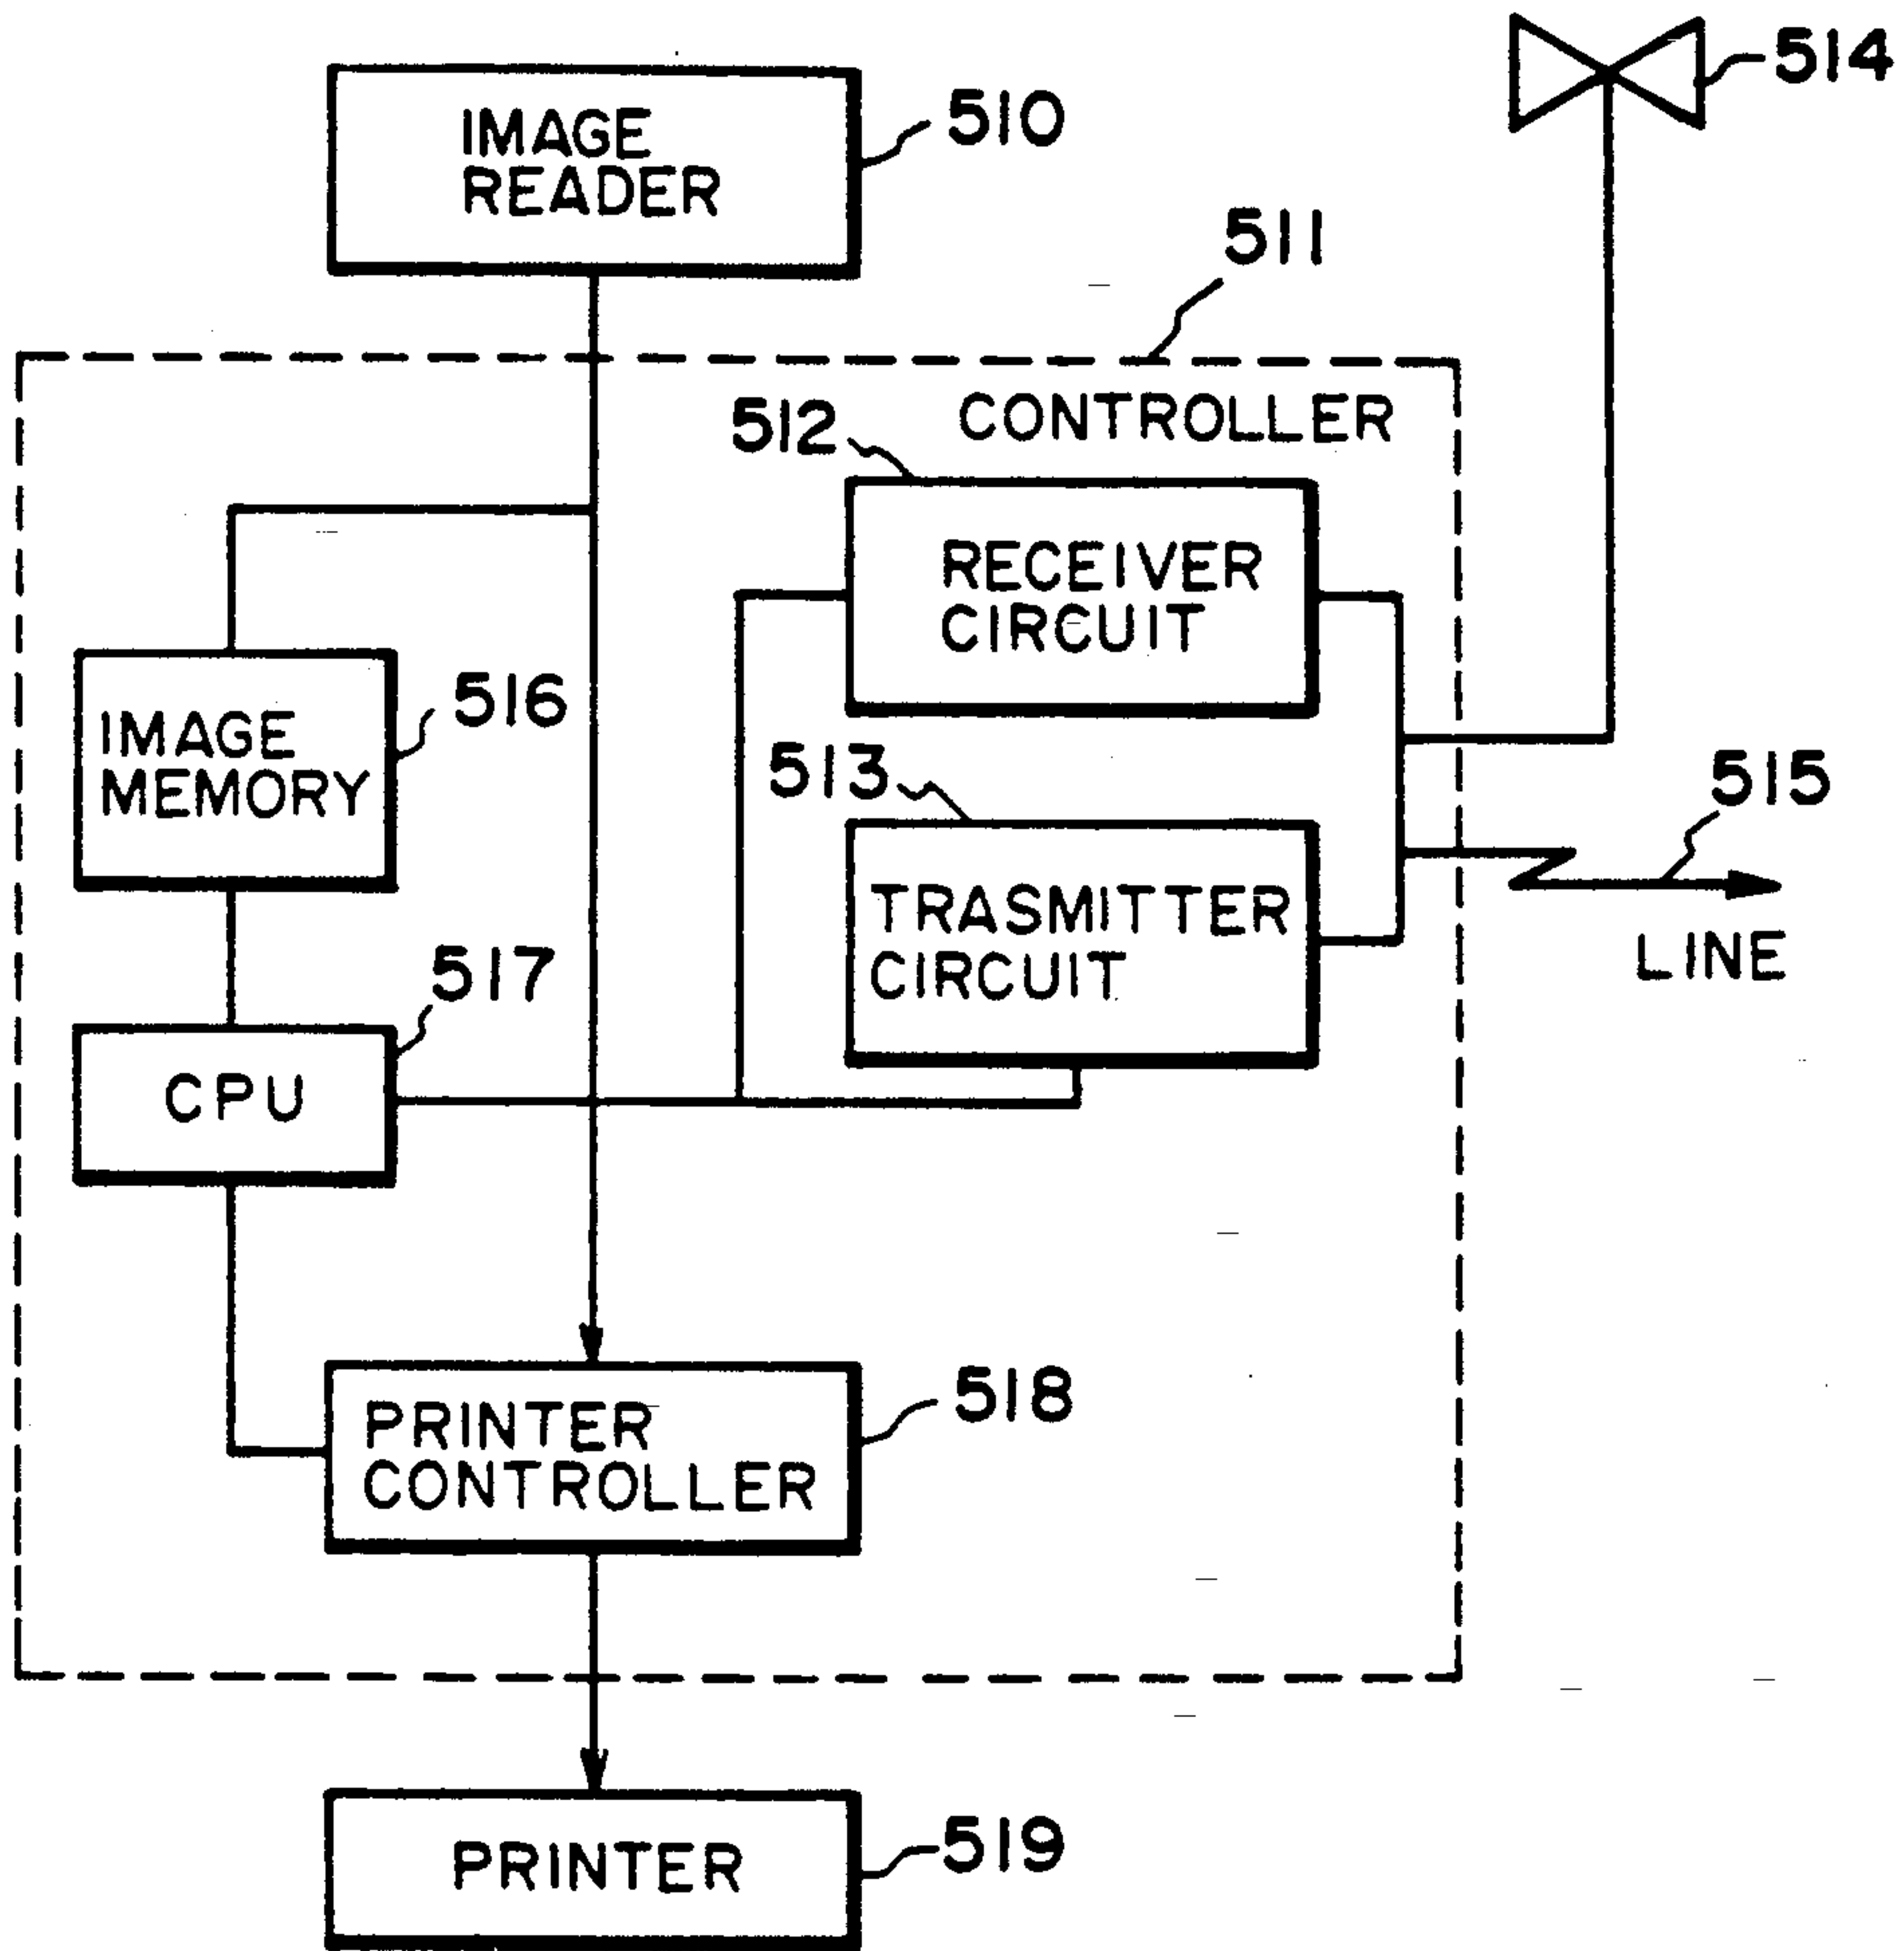 514
IMAGE
READER
510
511
CONTROLLER
512
RECEIVER
CIRCUIT
IMAGE
MEMORY
516
513
515
TRASMITTER
CIRCUIT
LINE
517
CPU
PRINTER
CONTROLLER
518
PRINTER
519